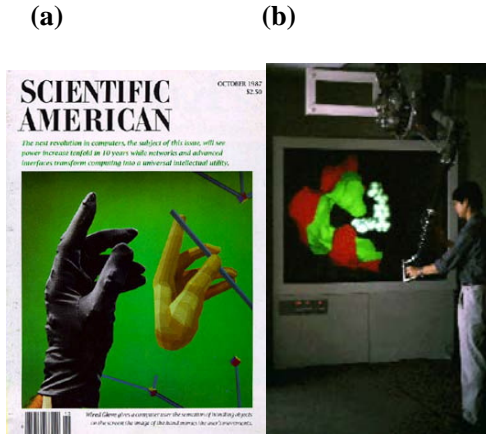 (a)
(b)
SCIENTIFIC
AMERICAN
OCTOBER 1987
$2.50
The next revolution in computers, the subject of this issue, will see
power increase tenfold in 10 years while networks and advanced
interfaces transform computing into a universal intellectual utility.
Wired Glove gives a computer user the sensation of handling objects
on the screen; the image of the hand mimics the user's movements.